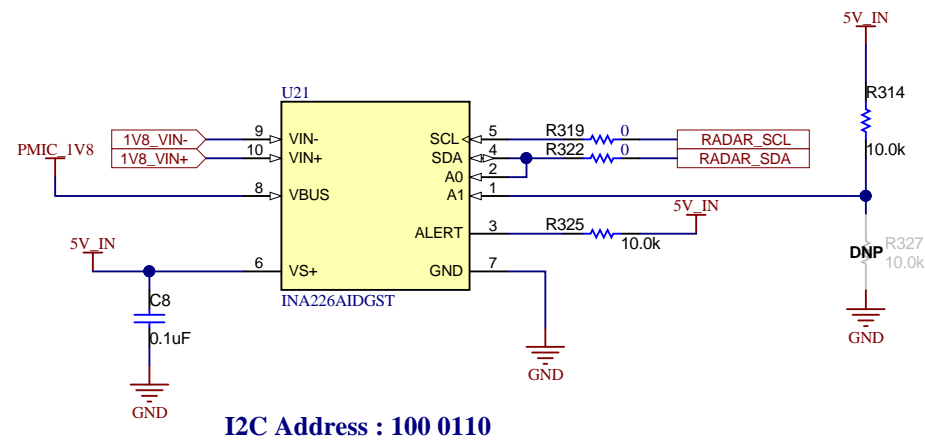 5V_IN
U21
R314
10.0k
1V8_VIN-
9
VIN-
SCL
5
R319
0
RADAR_SCL
1V8_VIN+
10
VIN+
SDA
4
R322
0
RADAR_SDA
PMIC_1V8
A0
2
8
VBUS
A1
1
5V_IN
ALERT
3
R325
10.0k
5V_IN
6
VS+
GND
7
DNP
R327
10.0k
INA226AIDGST
C8
0.1uF
GND
GND
GND
I2C Address : 100 0110